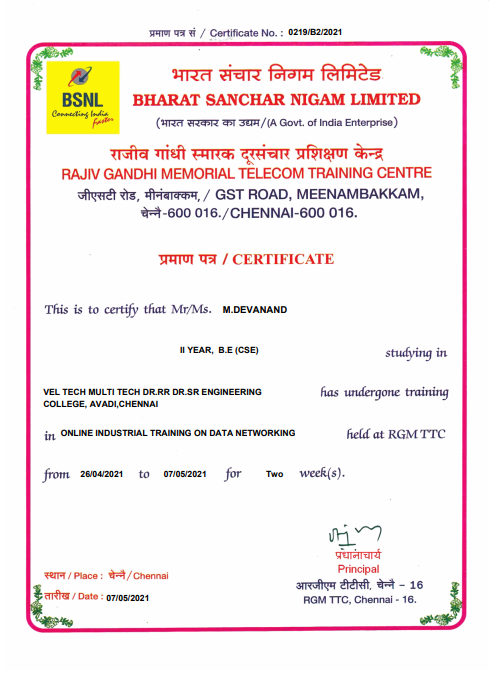 प्रमाण पत्र सं / Certificate No. : 0219/B2/2021
BSNL
Connecting India
Faster
भारत संचार निगम लिमिटेड
BHARAT SANCHAR NIGAM LIMITED
(भारत सरकार का उद्यम/(A Govt. of India Enterprise)
राजीव गांधी स्मारक दूरसंचार प्रशिक्षण केन्द्र
RAJIV GANDHI MEMORIAL TELECOM TRAINING CENTRE
जीएसटी रोड, मीनंबाक्कम, / GST ROAD, MEENAMBAKKAM,
चेन्नै-600 016./CHENNAI-600 016.
प्रमाण पत्र / CERTIFICATE
This is to certify that Mr/Ms. M.DEVANAND
II YEAR, B.E (CSE) studying in
VEL TECH MULTI TECH DR.RR DR.SR ENGINEERING
COLLEGE, AVADI,CHENNAI has undergone training
in ONLINE INDUSTRIAL TRAINING ON DATA NETWORKING held at RGM TTC
from 26/04/2021 to 07/05/2021 for Two week(s).
प्रधानाचार्य
Principal
स्थान / Place : चेन्नै / Chennai
आरजीएम टीटीसी, चेन्नै – 16
तारीख / Date : 07/05/2021
RGM TTC, Chennai - 16.